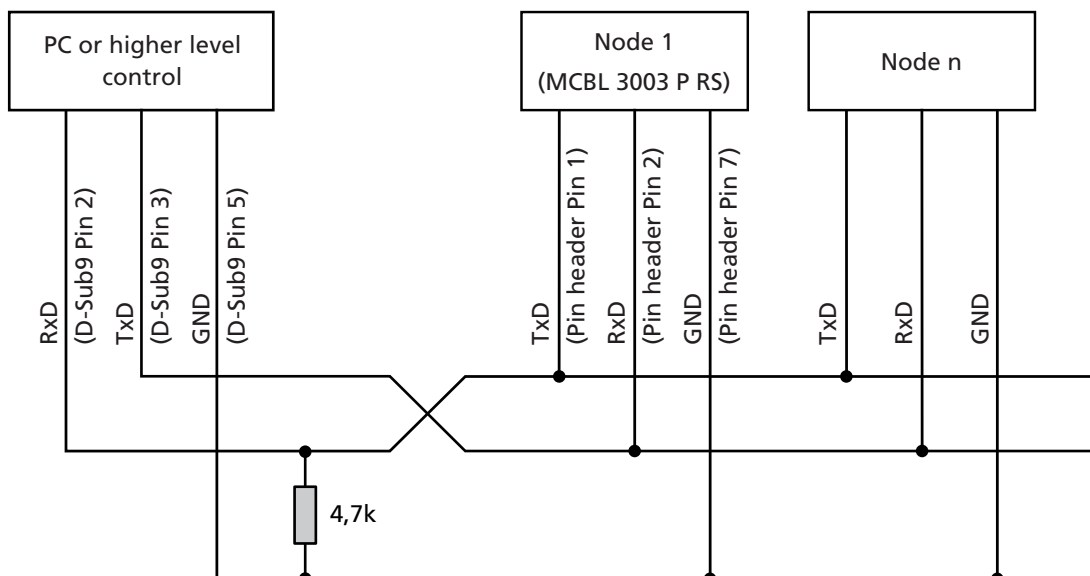 PC or higher level
control
Node 1
(MCBL 3003 P RS)
Node n
RxD
(D-Sub9 Pin 2)
TxD
(D-Sub9 Pin 3)
GND
(D-Sub9 Pin 5)
TxD
(Pin header Pin 1)
RxD
(Pin header Pin 2)
GND
(Pin header Pin 7)
TxD
RxD
GND
4,7k